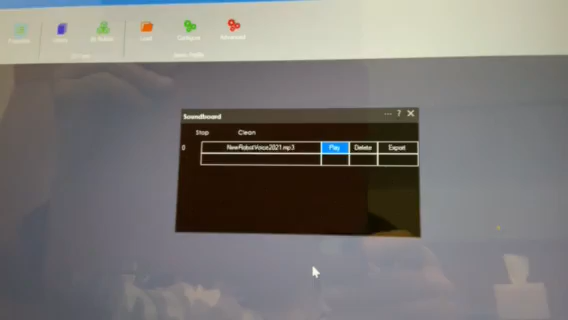 Load Configure Advanced
Soundboard ... ? X
Stop Clean
0 NewRobotVoice2021.mp3 Play Delete Export